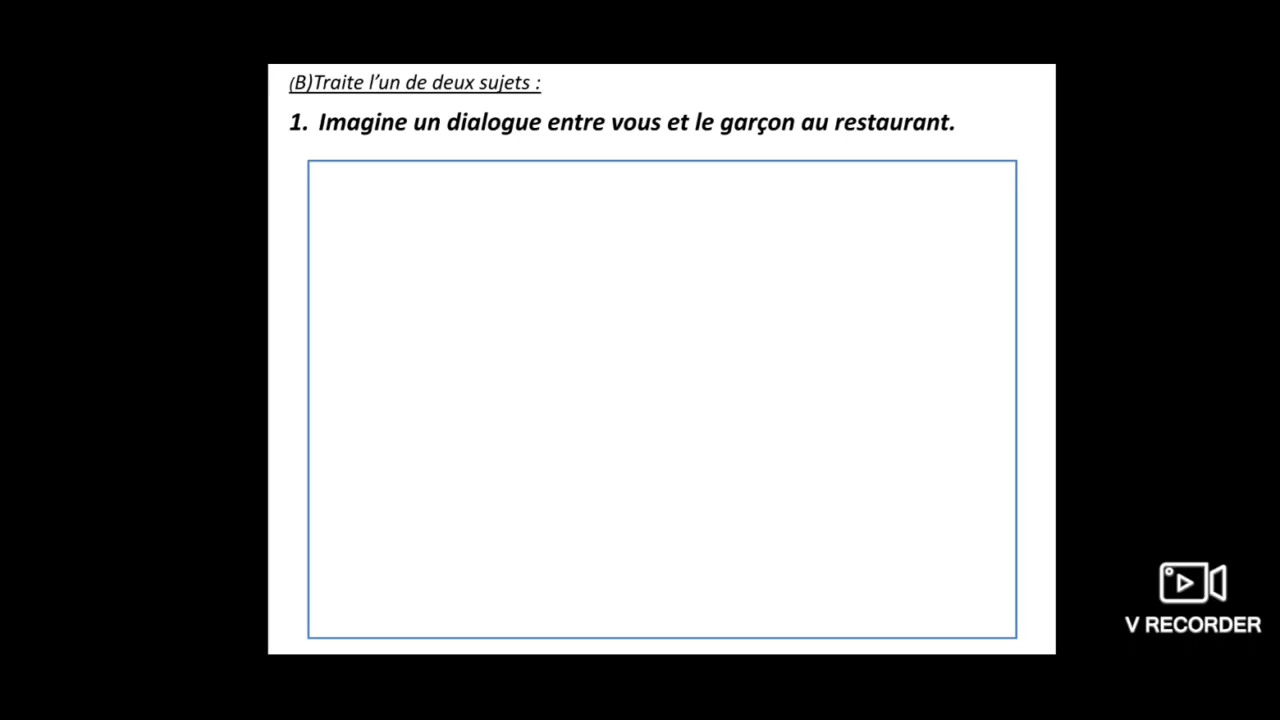 (B)Traite l’un de deux sujets :
1. Imagine un dialogue entre vous et le garçon au restaurant.
V RECORDER